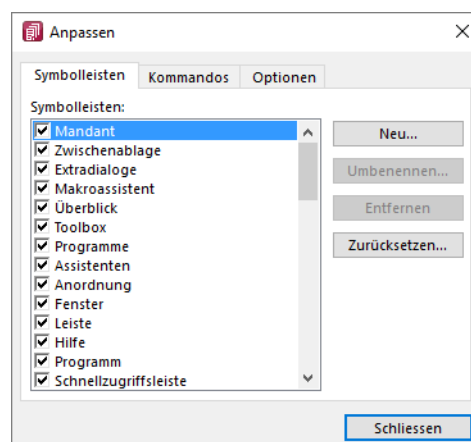 Anpassen
Symbolleisten Kommandos Optionen
Symbolleisten:
Mandant
Zwischenablage
Extradialoge
Makroassistent
Überblick
Toolbox
Programme
Assistenten
Anordnung
Fenster
Leiste
Hilfe
Programm
Schnellzugriffsleiste
Neu...
Umbenennen...
Entfernen
Zurücksetzen...
Schliessen